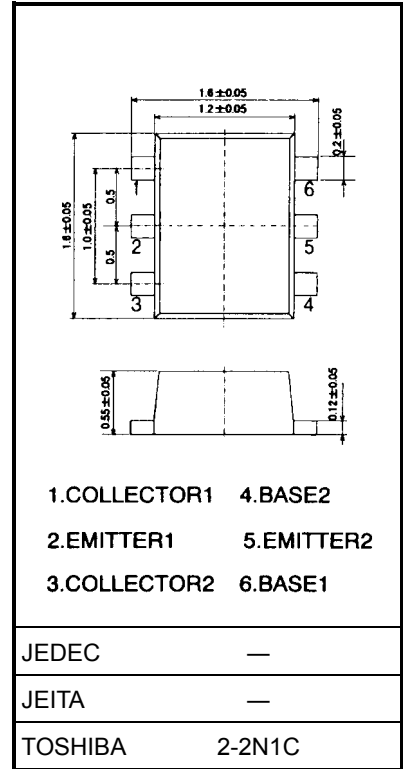 1.6±0.05
1.2±0.05
0.2±0.05
1.6±0.05
1.0±0.05
0.5
0.5
1
6
2
5
3
4
0.55±0.05
0.12±0.05
1.COLLECTOR1 4.BASE2
2.EMITTER1 5.EMITTER2
3.COLLECTOR2 6.BASE1
JEDEC —
JEITA —
TOSHIBA 2-2N1C